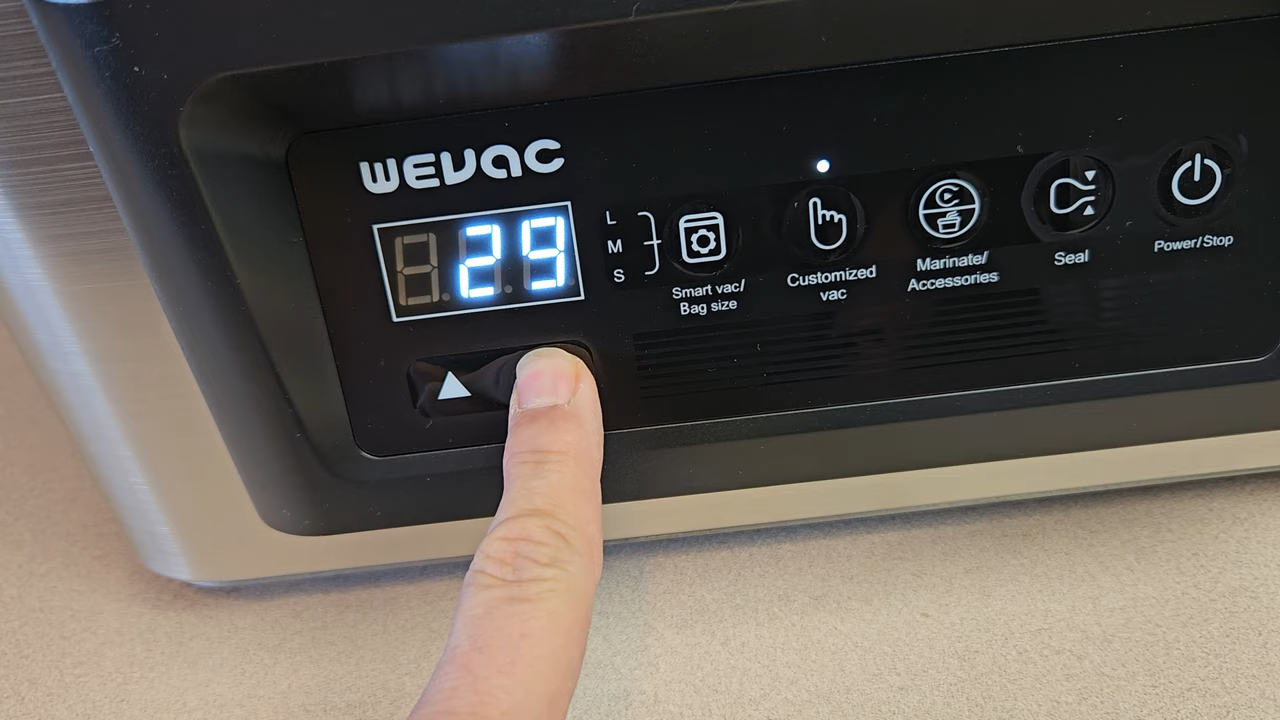 WEVAC
29
L
M
S
Smart vac/
Bag size
Customized
vac
Marinate/
Accessories
Seal
Power/Stop